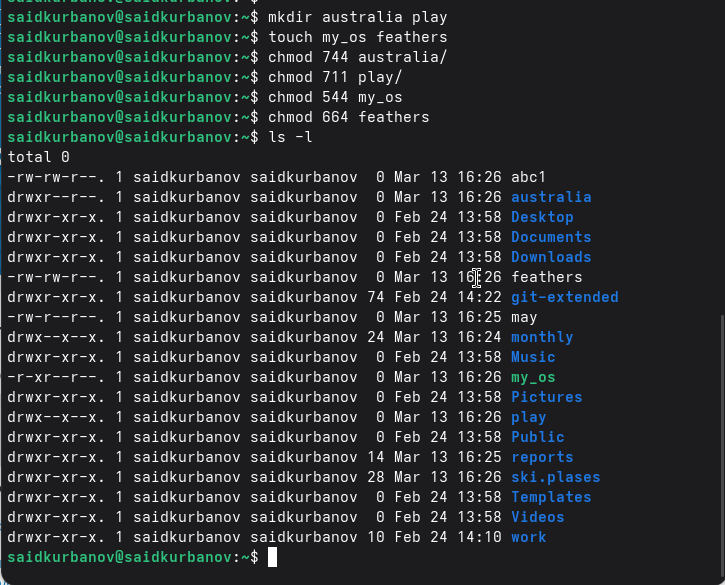 saidkurbanov@saidkurbanov:~$ mkdir australia play
saidkurbanov@saidkurbanov:~$ touch my_os feathers
saidkurbanov@saidkurbanov:~$ chmod 744 australia/
saidkurbanov@saidkurbanov:~$ chmod 711 play/
saidkurbanov@saidkurbanov:~$ chmod 544 my_os
saidkurbanov@saidkurbanov:~$ chmod 664 feathers
saidkurbanov@saidkurbanov:~$ ls -l
total 0
-rw-rw-r--. 1 saidkurbanov saidkurbanov  0 Mar 13 16:26 abc1
drwxr--r--. 1 saidkurbanov saidkurbanov  0 Mar 13 16:26 australia
drwxr-xr-x. 1 saidkurbanov saidkurbanov  0 Feb 24 13:58 Desktop
drwxr-xr-x. 1 saidkurbanov saidkurbanov  0 Feb 24 13:58 Documents
drwxr-xr-x. 1 saidkurbanov saidkurbanov  0 Feb 24 13:58 Downloads
-rw-rw-r--. 1 saidkurbanov saidkurbanov  0 Mar 13 16:26 feathers
drwxr-xr-x. 1 saidkurbanov saidkurbanov 74 Feb 24 14:22 git-extended
-rw-r--r--. 1 saidkurbanov saidkurbanov  0 Mar 13 16:25 may
drwx--x--x. 1 saidkurbanov saidkurbanov 24 Mar 13 16:24 monthly
drwxr-xr-x. 1 saidkurbanov saidkurbanov  0 Feb 24 13:58 Music
-r-xr--r--. 1 saidkurbanov saidkurbanov  0 Mar 13 16:26 my_os
drwxr-xr-x. 1 saidkurbanov saidkurbanov  0 Feb 24 13:58 Pictures
drwx--x--x. 1 saidkurbanov saidkurbanov  0 Mar 13 16:26 play
drwxr-xr-x. 1 saidkurbanov saidkurbanov  0 Feb 24 13:58 Public
drwxr-xr-x. 1 saidkurbanov saidkurbanov 14 Mar 13 16:25 reports
drwxr-xr-x. 1 saidkurbanov saidkurbanov 28 Mar 13 16:26 ski.plases
drwxr-xr-x. 1 saidkurbanov saidkurbanov  0 Feb 24 13:58 Templates
drwxr-xr-x. 1 saidkurbanov saidkurbanov  0 Feb 24 13:58 Videos
drwxr-xr-x. 1 saidkurbanov saidkurbanov 10 Feb 24 14:10 work
saidkurbanov@saidkurbanov:~$